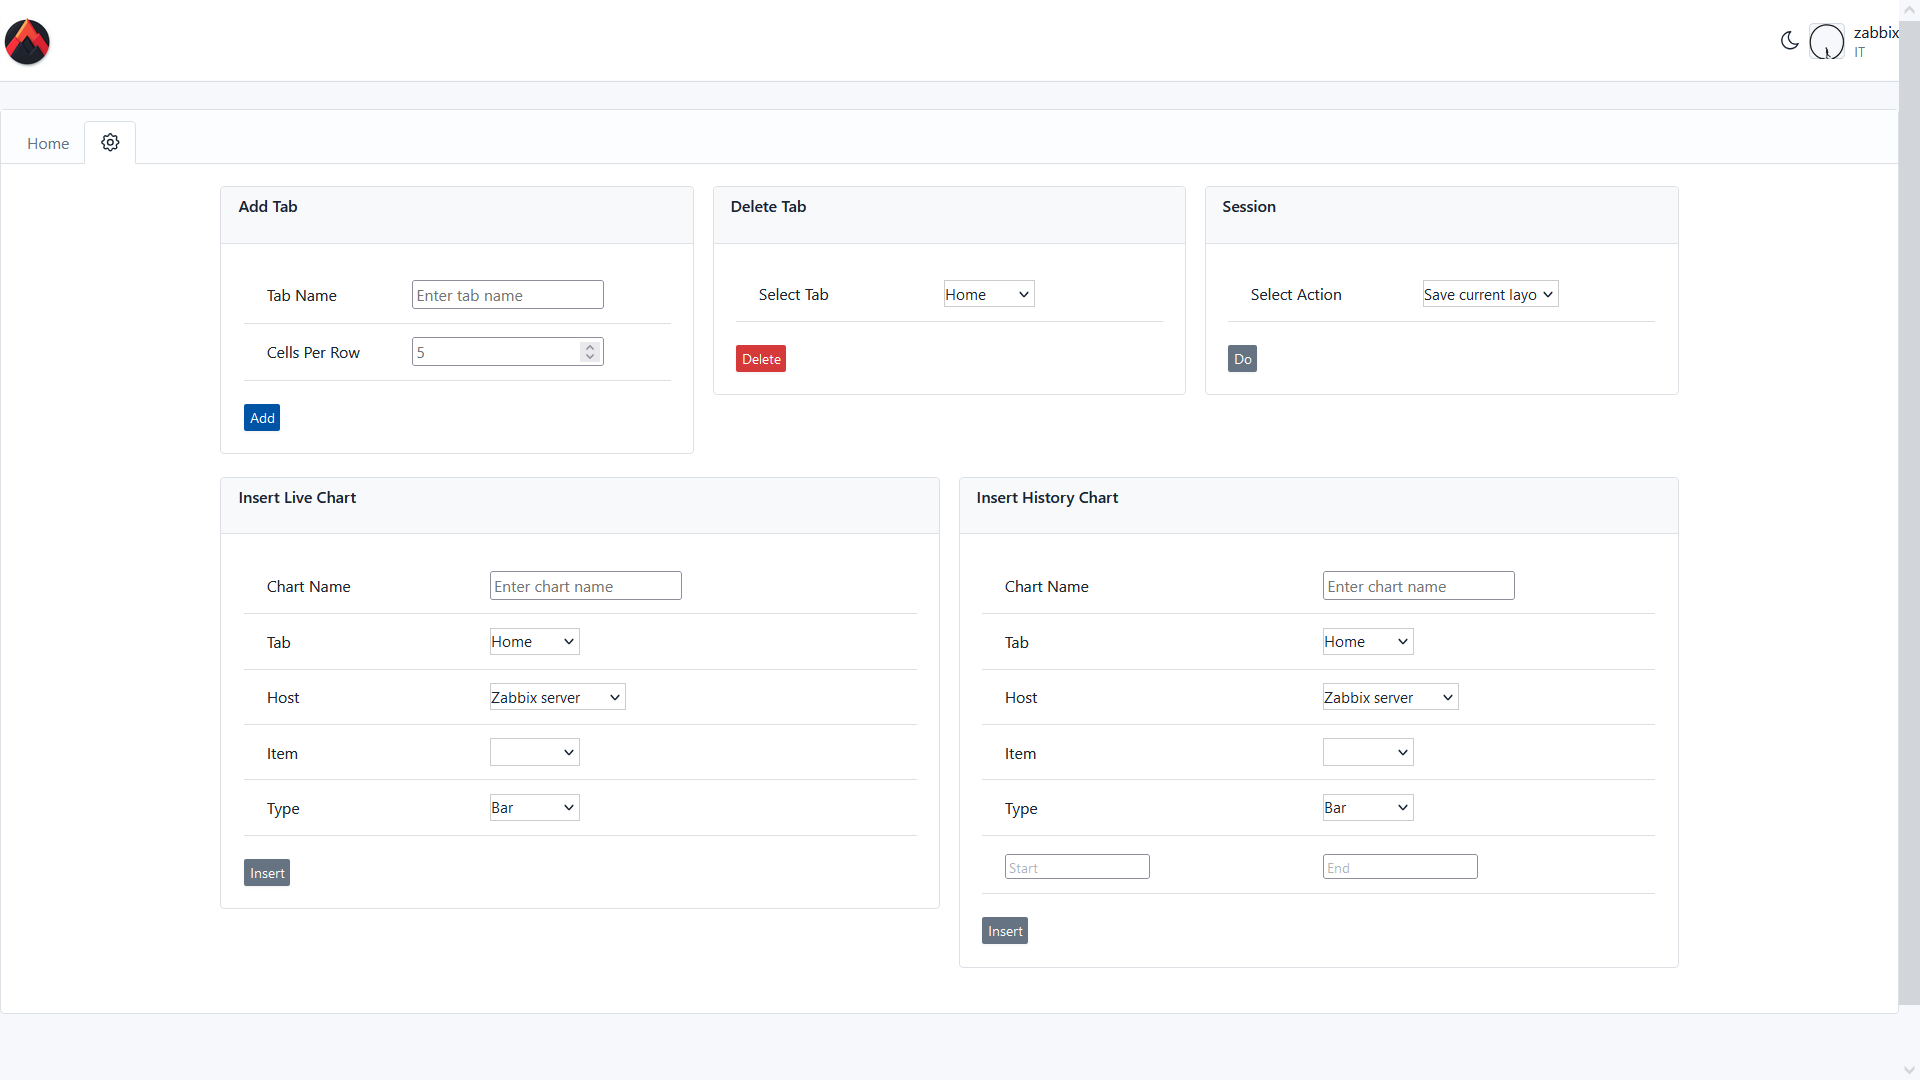 zabbix
IT
Home
Add Tab
Tab Name
Enter tab name
Cells Per Row
5
Add
Delete Tab
Select Tab
Home
Delete
Session
Select Action
Save current layo
Do
Insert Live Chart
Chart Name
Enter chart name
Tab
Home
Host
Zabbix server
Item
Type
Bar
Insert
Insert History Chart
Chart Name
Enter chart name
Tab
Home
Host
Zabbix server
Item
Type
Bar
Start
End
Insert